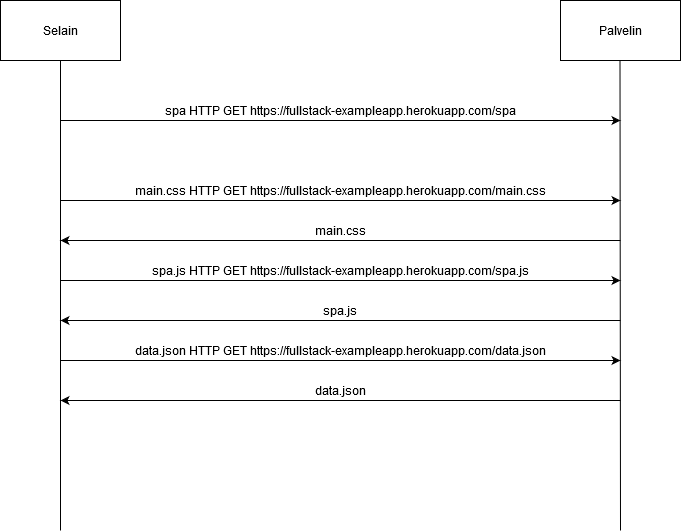 Selain
Palvelin
spa HTTP GET https://fullstack-exampleapp.herokuapp.com/spa
main.css HTTP GET https://fullstack-exampleapp.herokuapp.com/main.css
main.css
spa.js HTTP GET https://fullstack-exampleapp.herokuapp.com/spa.js
spa.js
data.json HTTP GET https://fullstack-exampleapp.herokuapp.com/data.json
data.json